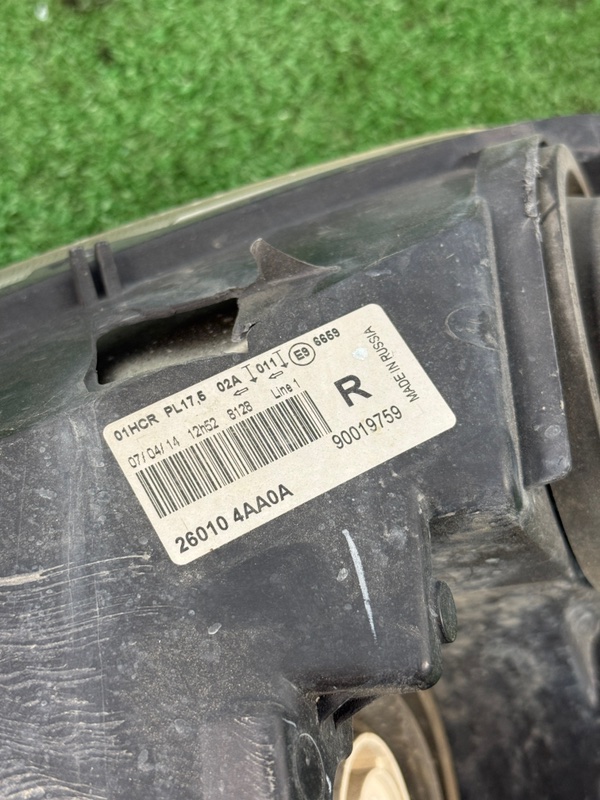 01HCR PL17,5 02A 011 E9 6659
07/04/14 12h52 8128 Line 1
R
90019759
MADE IN RUSSIA
26010 4AA0A